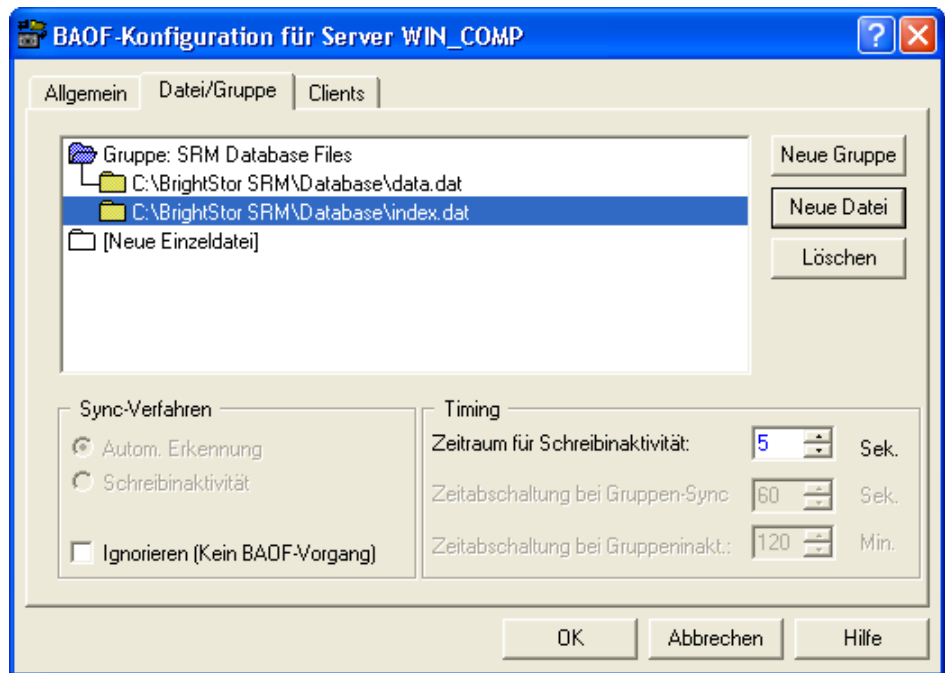 BAOF-Konfiguration für Server WIN_COMP
Allgemein Datei/Gruppe Clients
Gruppe: SRM Database Files
C:\BrightStor SRM\Database\data.dat
C:\BrightStor SRM\Database\index.dat
[Neue Einzeldatei]
Neue Gruppe
Neue Datei
Löschen
Sync-Verfahren
Autom. Erkennung
Schreibinaktivität
Ignorieren (Kein BAOF-Vorgang)
Timing
Zeitraum für Schreibinaktivität: 5 Sek.
Zeitabschaltung bei Gruppen-Sync 60 Sek.
Zeitabschaltung bei Gruppeninakt.: 120 Min.
OK Abbrechen Hilfe